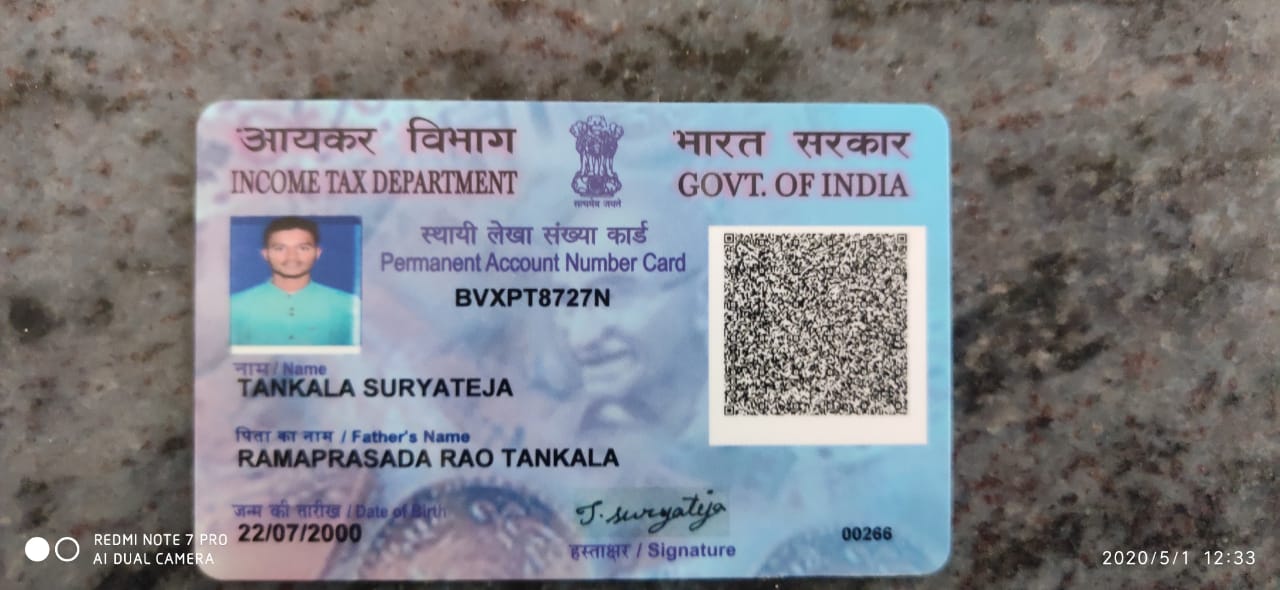 आयकर विभाग
INCOME TAX DEPARTMENT
सत्यमेव जयते
भारत सरकार
GOVT. OF INDIA
स्थायी लेखा संख्या कार्ड
Permanent Account Number Card
BVXPT8727N
नाम / Name
TANKALA SURYATEJA
पिता का नाम / Father's Name
RAMAPRASADA RAO TANKALA
जन्म की तारीख / Date of Birth
22/07/2000
T. suryateja
हस्ताक्षर / Signature
00266
REDMI NOTE 7 PRO
AI DUAL CAMERA
2020/5/1 12:33